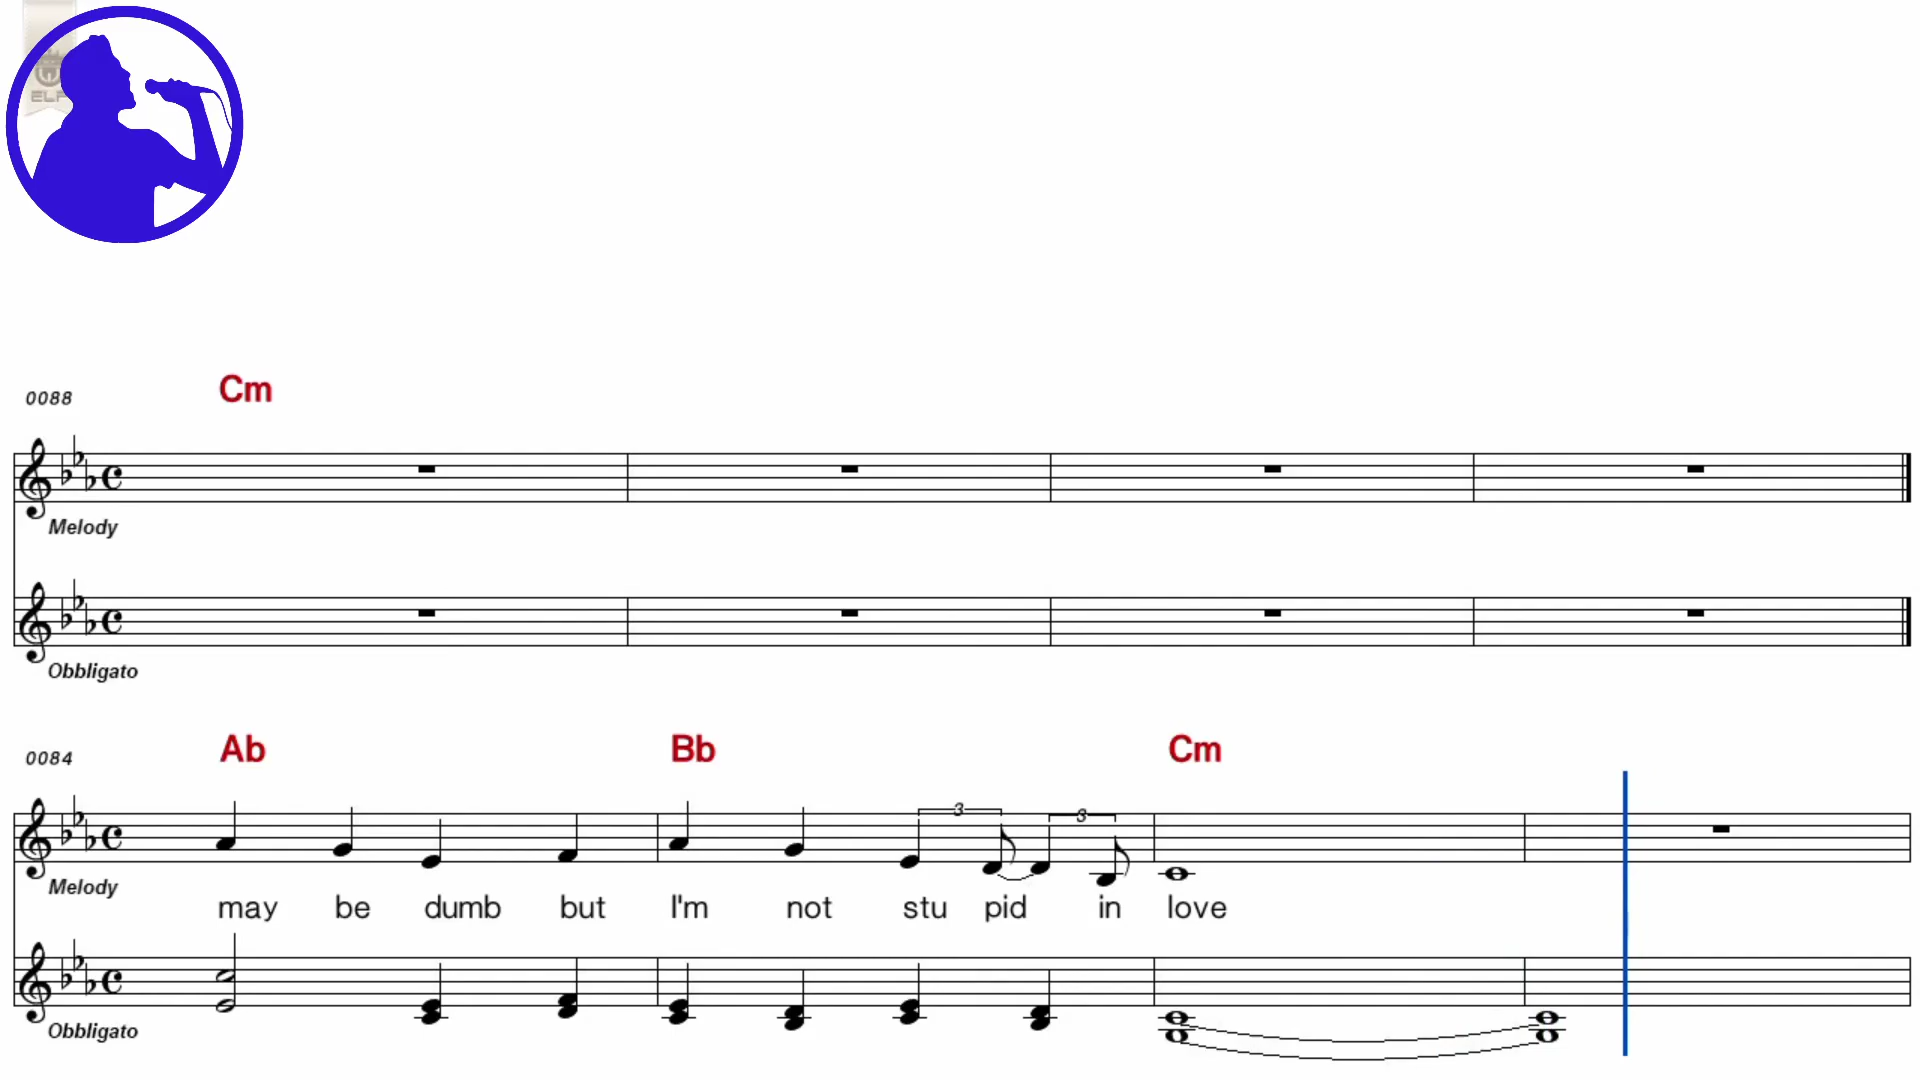 ELF
0088 Cm
Melody
Obbligato
0084 Ab Bb Cm
3 3
Melody
may be dumb but I'm not stu pid in love
Obbligato